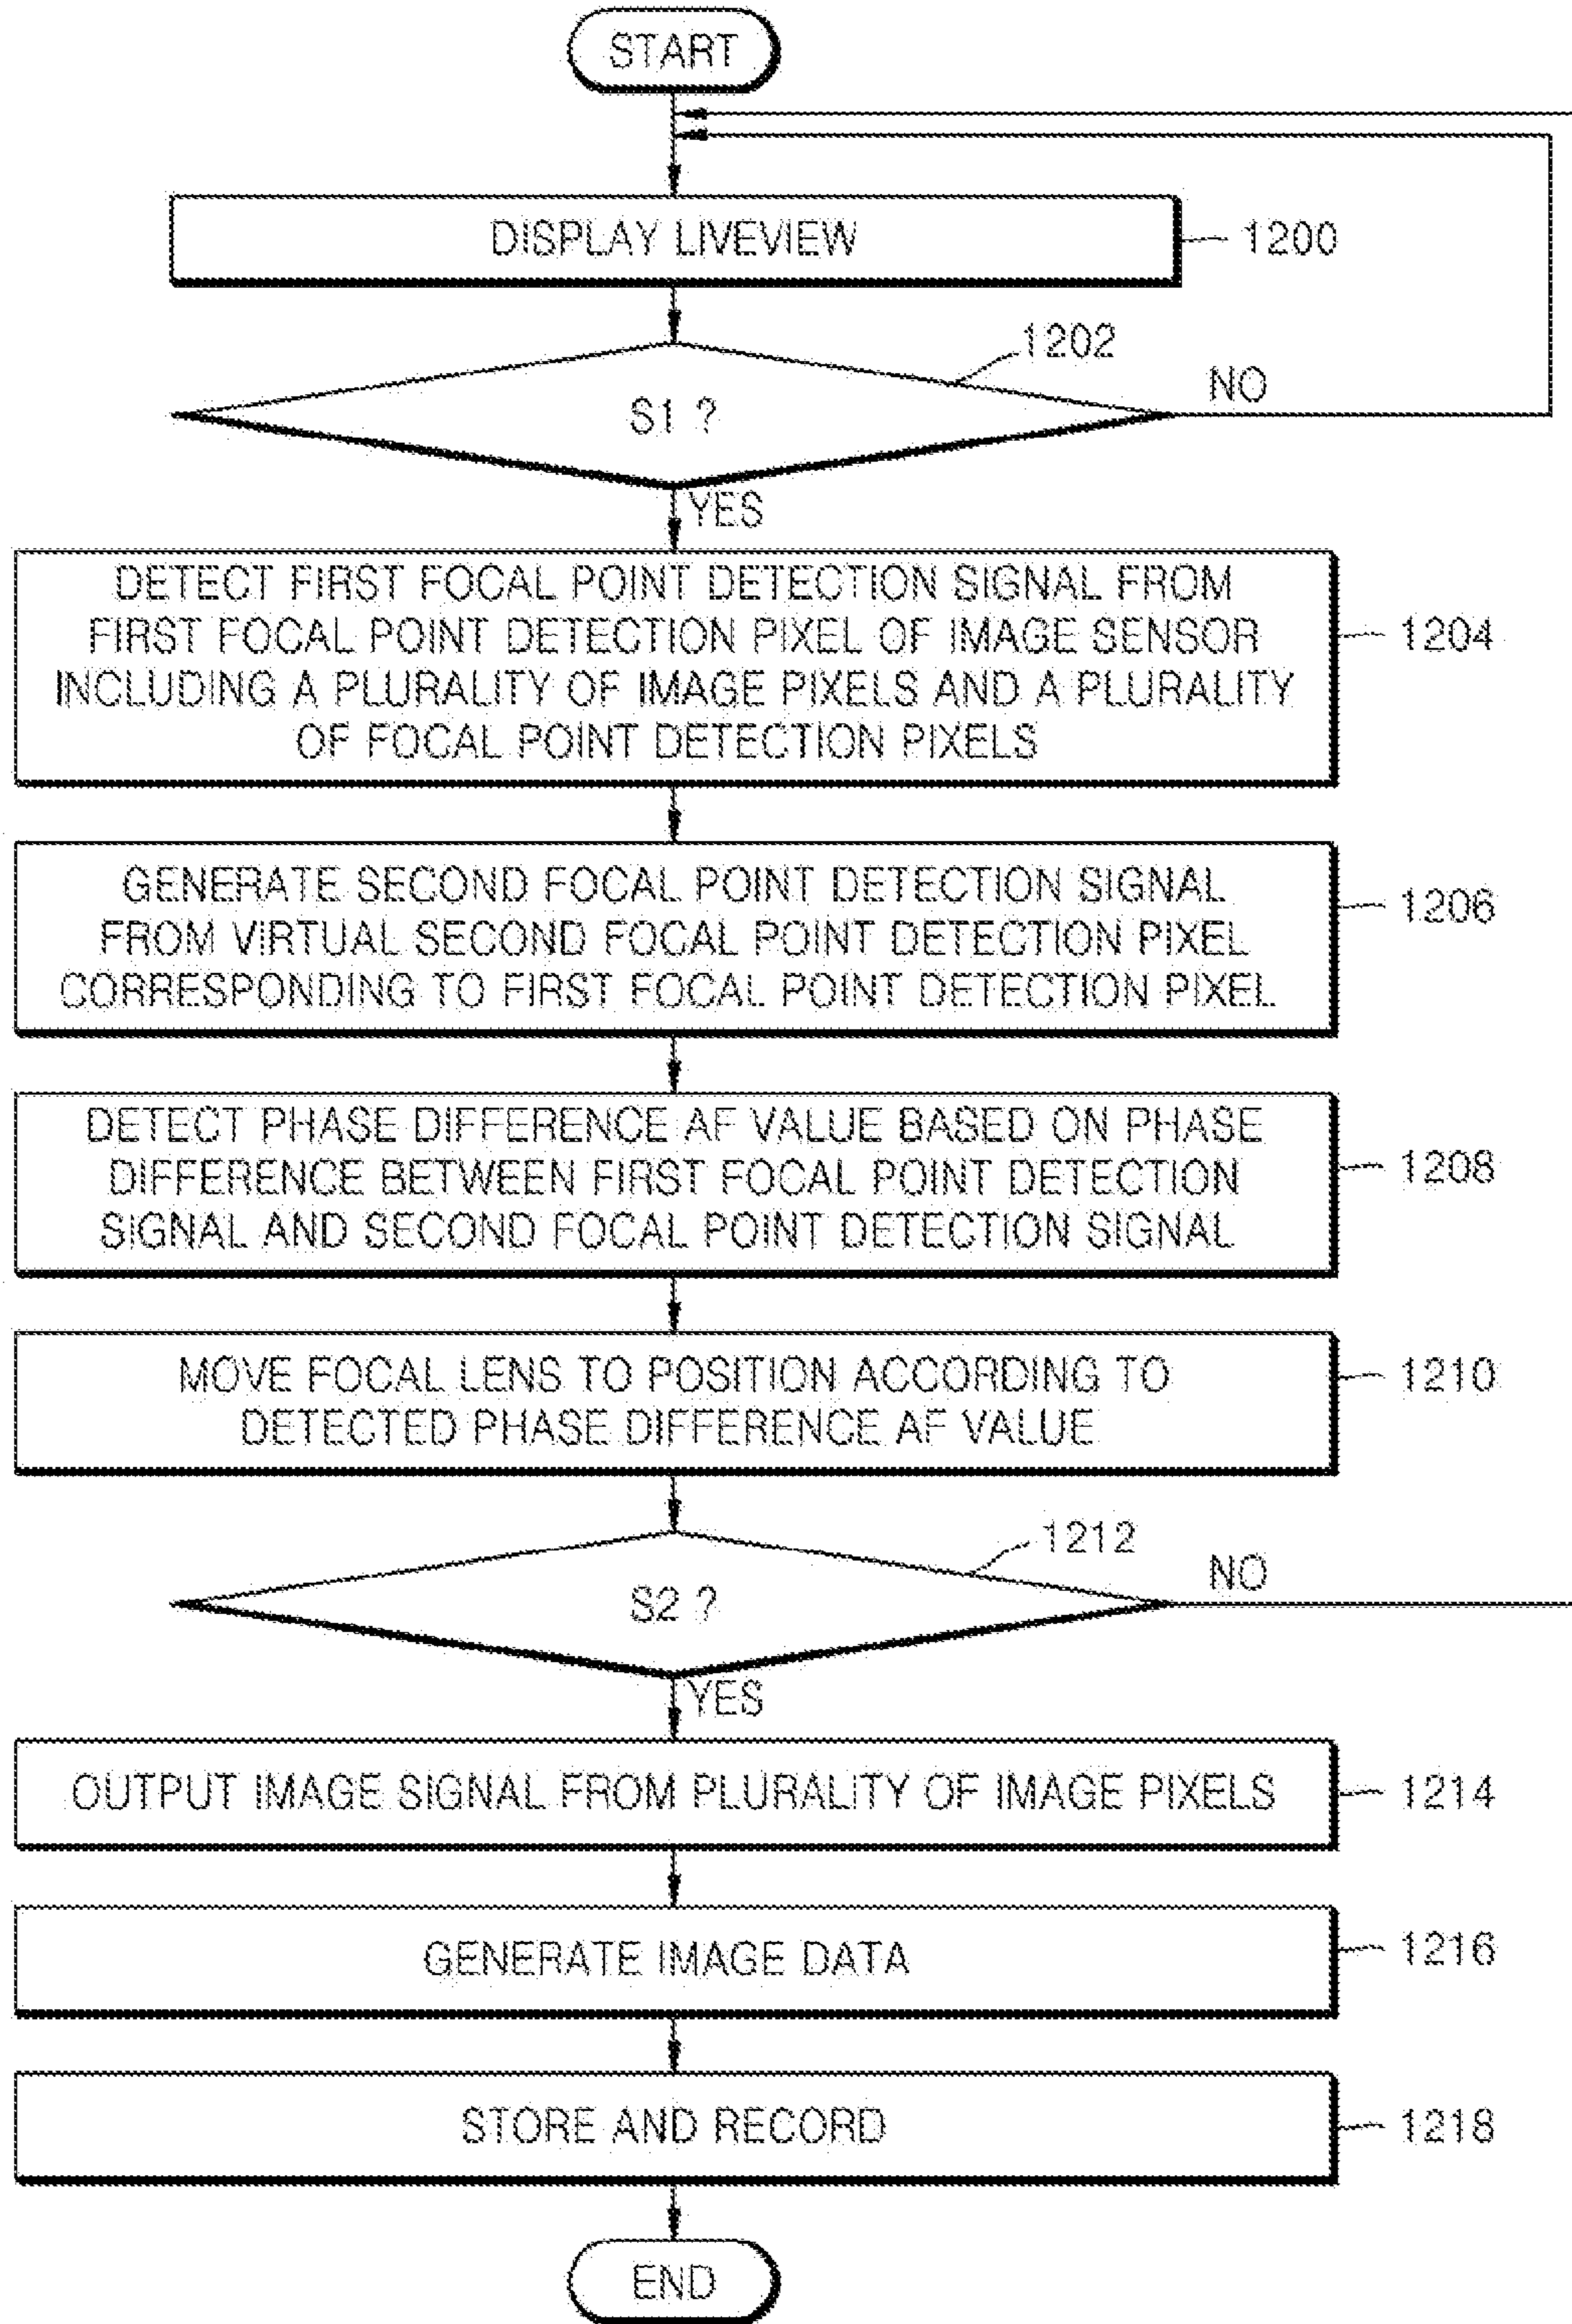 START
DISPLAY LIVEVIEW
1200
1202
S1 ?
NO
YES
DETECT FIRST FOCAL POINT DETECTION SIGNAL FROM
FIRST FOCAL POINT DETECTION PIXEL OF IMAGE SENSOR
INCLUDING A PLURALITY OF IMAGE PIXELS AND A PLURALITY
OF FOCAL POINT DETECTION PIXELS
1204
GENERATE SECOND FOCAL POINT DETECTION SIGNAL
FROM VIRTUAL SECOND FOCAL POINT DETECTION PIXEL
CORRESPONDING TO FIRST FOCAL POINT DETECTION PIXEL
1206
DETECT PHASE DIFFERENCE AF VALUE BASED ON PHASE
DIFFERENCE BETWEEN FIRST FOCAL POINT DETECTION
SIGNAL AND SECOND FOCAL POINT DETECTION SIGNAL
1208
MOVE FOCAL LENS TO POSITION ACCORDING TO
DETECTED PHASE DIFFERENCE AF VALUE
1210
1212
S2 ?
NO
YES
OUTPUT IMAGE SIGNAL FROM PLURALITY OF IMAGE PIXELS
1214
GENERATE IMAGE DATA
1216
STORE AND RECORD
1218
END